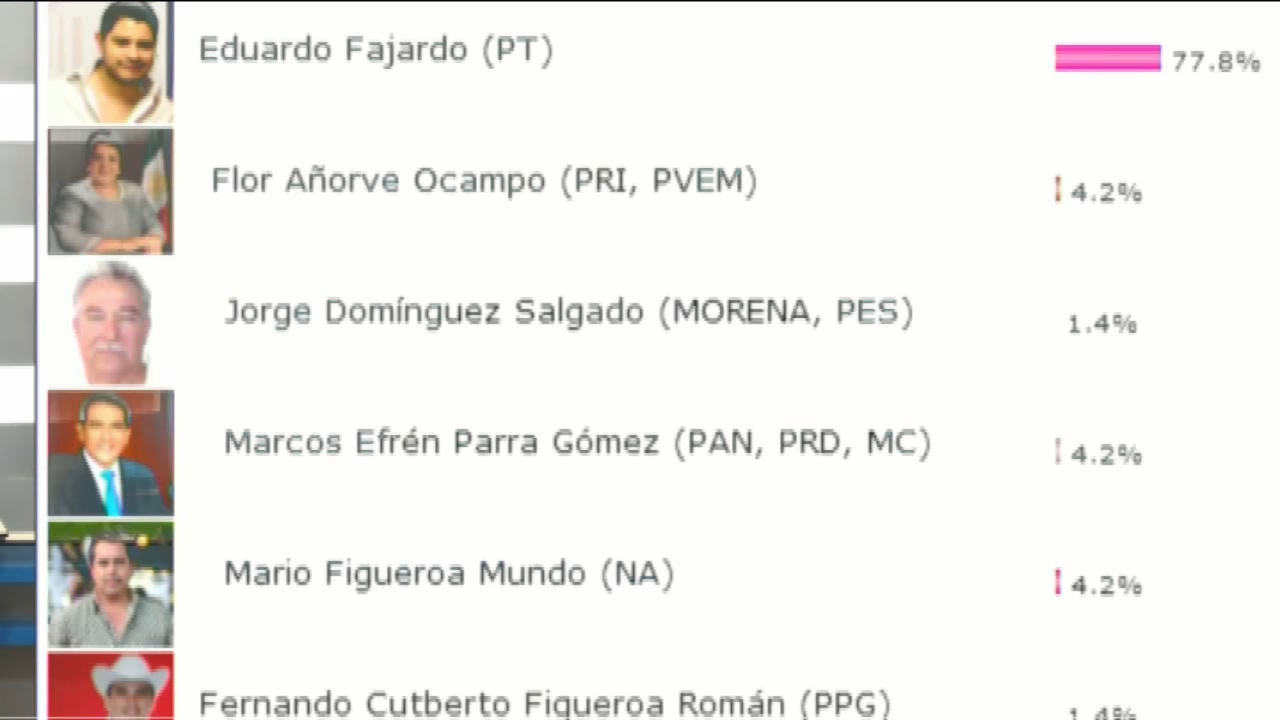 Eduardo Fajardo (PT) 77.8%
Flor Añorve Ocampo (PRI, PVEM) 4.2%
Jorge Domínguez Salgado (MORENA, PES) 1.4%
Marcos Efrén Parra Gómez (PAN, PRD, MC) 4.2%
Mario Figueroa Mundo (NA) 4.2%
Fernando Cutberto Figueroa Román (PPG) 1.4%